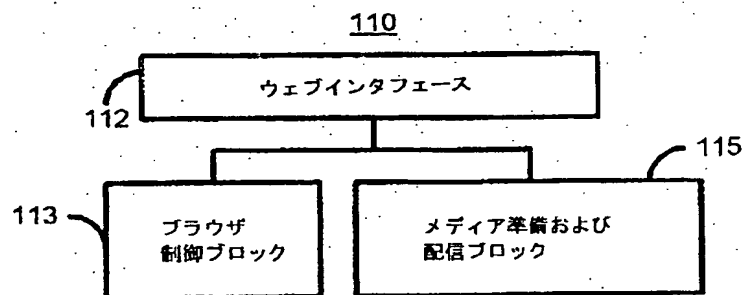 110
ウェブインタフェース
112
115
113
ブラウザ
制御ブロック
メディア準備および
配信ブロック